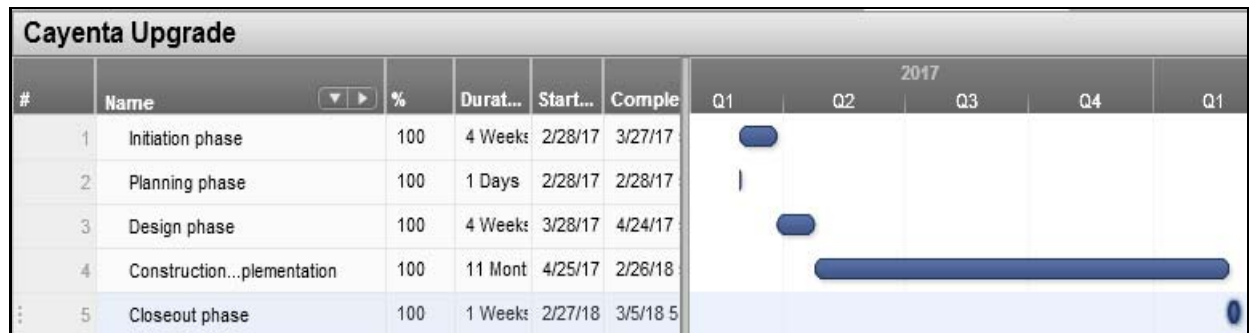 Cayenta Upgrade
2017
# Name % Durat... Start... Comple Q1 Q2 Q3 Q4 Q1
1 Initiation phase 100 4 Weeks 2/28/17 3/27/17
2 Planning phase 100 1 Days 2/28/17 2/28/17
3 Design phase 100 4 Weeks 3/28/17 4/24/17
4 Construction...plementation 100 11 Mont 4/25/17 2/26/18
5 Closeout phase 100 1 Weeks 2/27/18 3/5/18 5